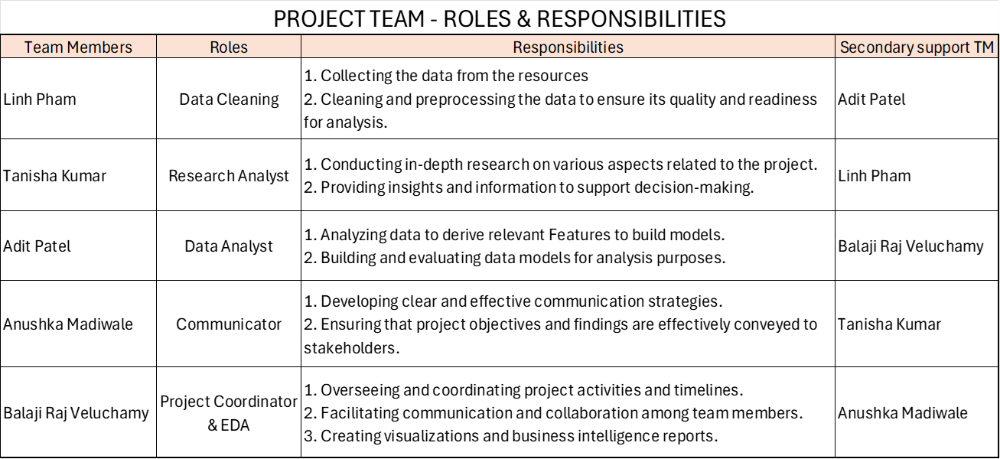 PROJECT TEAM - ROLES & RESPONSIBILITIES
Team Members
Roles
Responsibilities
Secondary support TM
Linh Pham
Data Cleaning
1. Collecting the data from the resources
2. Cleaning and preprocessing the data to ensure its quality and readiness
for analysis.
Adit Patel
Tanisha Kumar
Research Analyst
1. Conducting in-depth research on various aspects related to the project.
2. Providing insights and information to support decision-making.
Linh Pham
Adit Patel
Data Analyst
1. Analyzing data to derive relevant Features to build models.
2. Building and evaluating data models for analysis purposes.
Balaji Raj Veluchamy
Anushka Madiwale
Communicator
1. Developing clear and effective communication strategies.
2. Ensuring that project objectives and findings are effectively conveyed to
stakeholders.
Tanisha Kumar
Balaji Raj Veluchamy
Project Coordinator
& EDA
1. Overseeing and coordinating project activities and timelines.
2. Facilitating communication and collaboration among team members.
3. Creating visualizations and business intelligence reports.
Anushka Madiwale